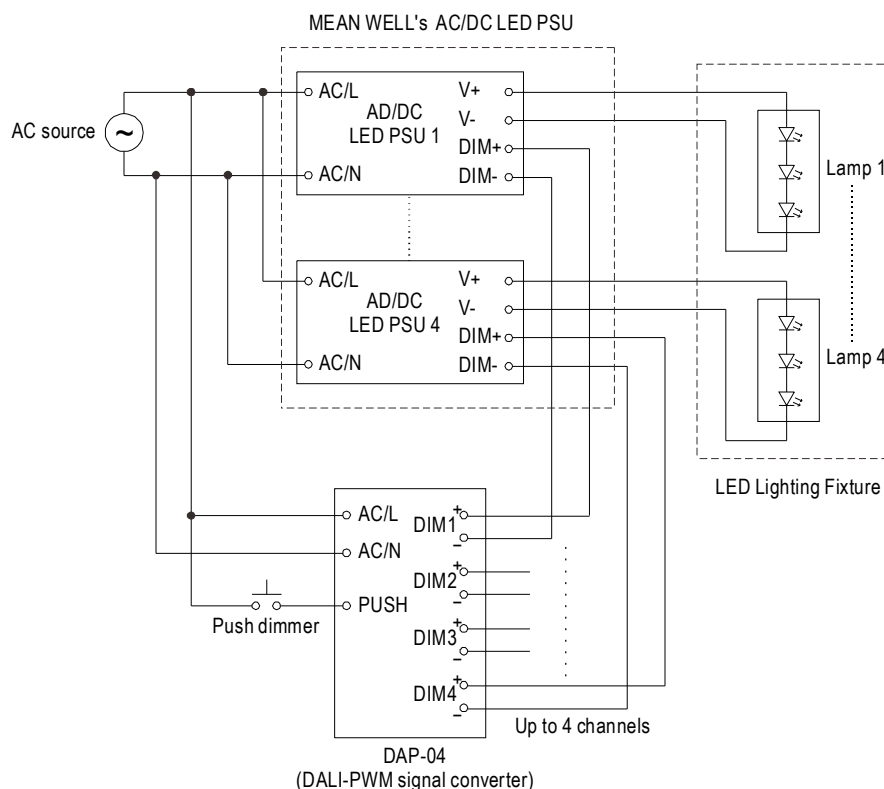 MEAN WELL's AC/DC LED PSU
AC source
~
AC/L
AD/DC
LED PSU 1
AC/N
V+
V-
DIM+
DIM-
Lamp 1
AC/L
AD/DC
LED PSU 4
AC/N
V+
V-
DIM+
DIM-
Lamp 4
LED Lighting Fixture
AC/L
AC/N
PUSH
Push dimmer
DIM1
+
−
DIM2
+
−
DIM3
+
−
DIM4
+
−
Up to 4 channels
DAP-04
(DALI-PWM signal converter)